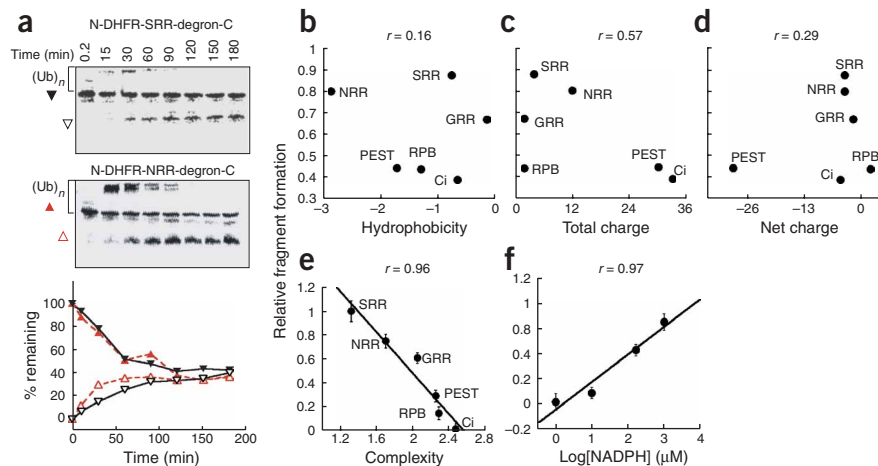 a
N-DHFR-SRR-degron-C
Time (min)
0.2 15 30 60 90 120 150 180
(Ub)n
N-DHFR-NRR-degron-C
(Ub)n
% remaining
100
80
60
40
20
0
0 50 100 150 200
Time (min)
Relative fragment formation
b
r = 0.16
0.9
0.8
0.7
0.6
0.5
0.4
0.3
SRR
NRR
GRR
PEST
RPB
Ci
−3 −2 −1 0
Hydrophobicity
c
r = 0.57
SRR
NRR
GRR
RPB
PEST
Ci
0 12 24 36
Total charge
d
r = 0.29
SRR
NRR
GRR
PEST
RPB
Ci
−26 −13 0
Net charge
e
r = 0.96
1.2
1
0.8
0.6
0.4
0.2
0
SRR
NRR
GRR
PEST
RPB
Ci
1.2 1.6 2.0 2.4 2.8
Complexity
f
r = 0.97
1.2
1
0.8
0.4
0.2
0
−0.2
0 1 2 3 4
Log[NADPH] (μM)